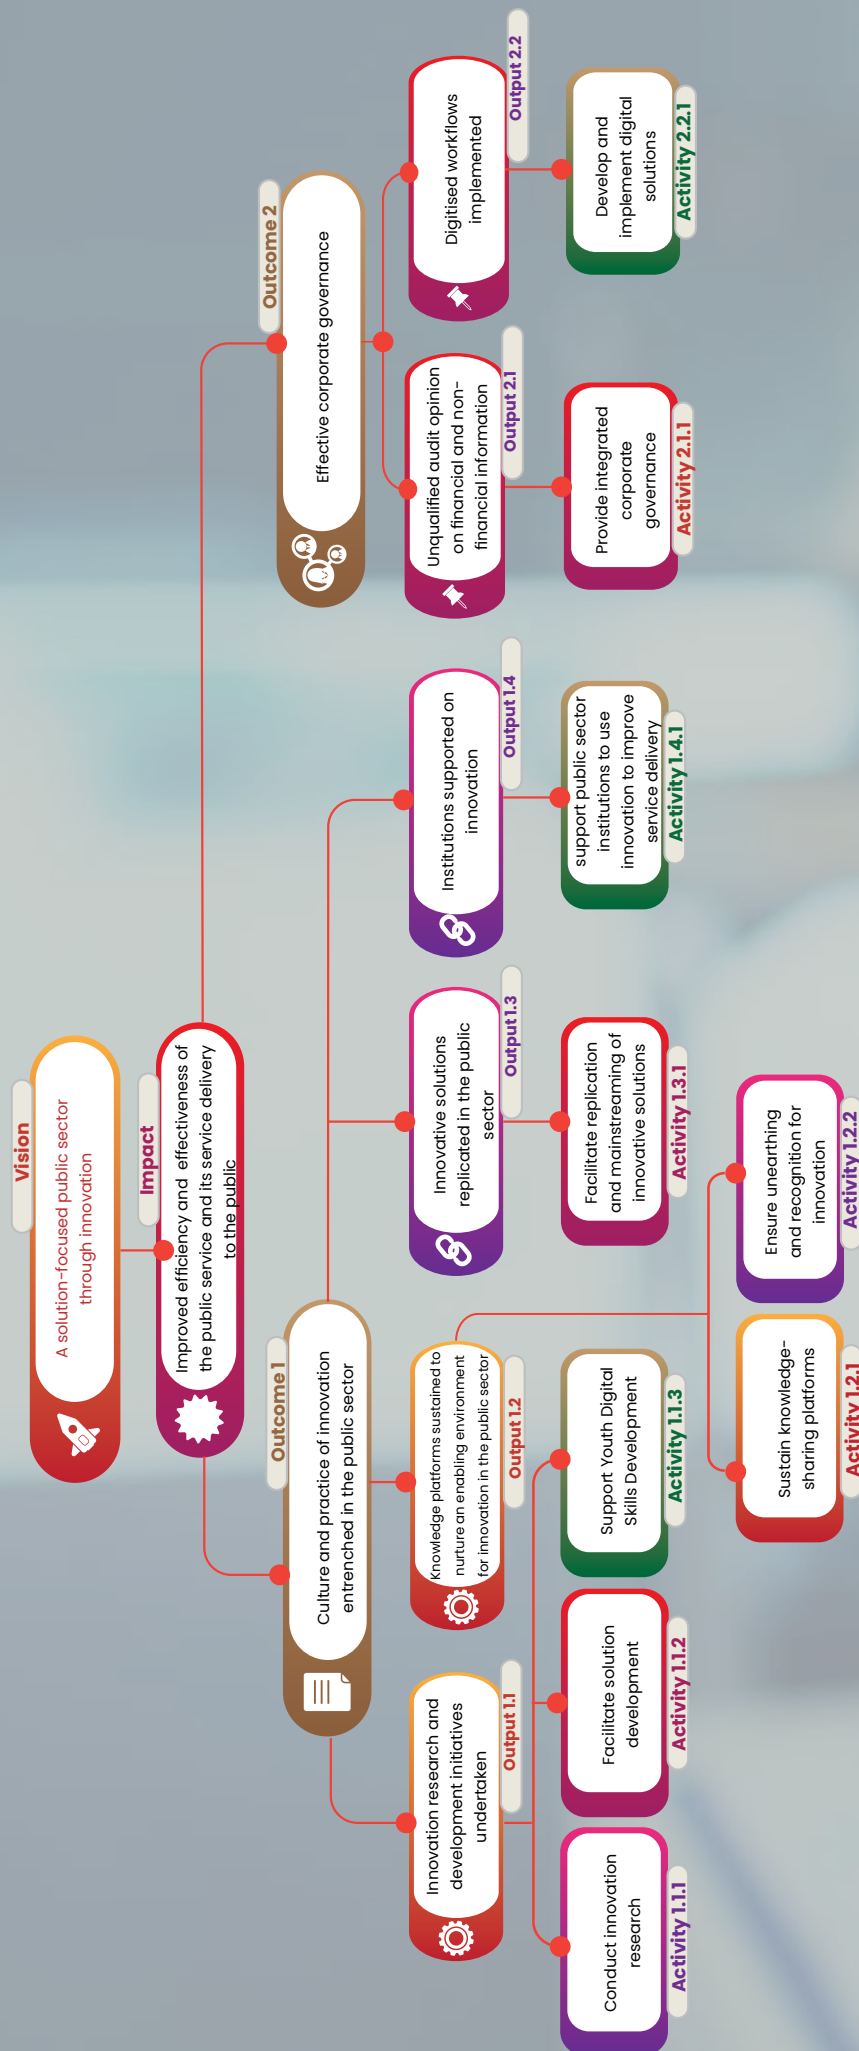 Vision
A solution-focused public sector
through innovation
Impact
Improved efficiency and effectiveness of
the public service and its service delivery
to the public
Outcome 1
Culture and practice of innovation
entrenched in the public sector
Outcome 2
Effective corporate governance
Innovation research and
development initiatives
undertaken
Output 1.1
Knowledge platforms sustained to
nurture an enabling environment
for innovation in the public sector
Output 1.2
Innovative solutions
replicated in the public
sector
Output 1.3
Institutions supported on
innovation
Output 1.4
Unqualified audit opinion
on financial and non-
financial information
Output 2.1
Digitised workflows
implemented
Output 2.2
Conduct innovation
research
Activity 1.1.1
Facilitate solution
development
Activity 1.1.2
Support Youth Digital
Skills Development
Activity 1.1.3
Facilitate replication
and mainstreaming of
innovative solutions
Activity 1.3.1
support public sector
institutions to use
innovation to improve
service delivery
Activity 1.4.1
Provide integrated
corporate
governance
Activity 2.1.1
Develop and
implement digital
solutions
Activity 2.2.1
Sustain knowledge-
sharing platforms
Activity 1.2.1
Ensure unearthing
and recognition for
innovation
Activity 1.2.2